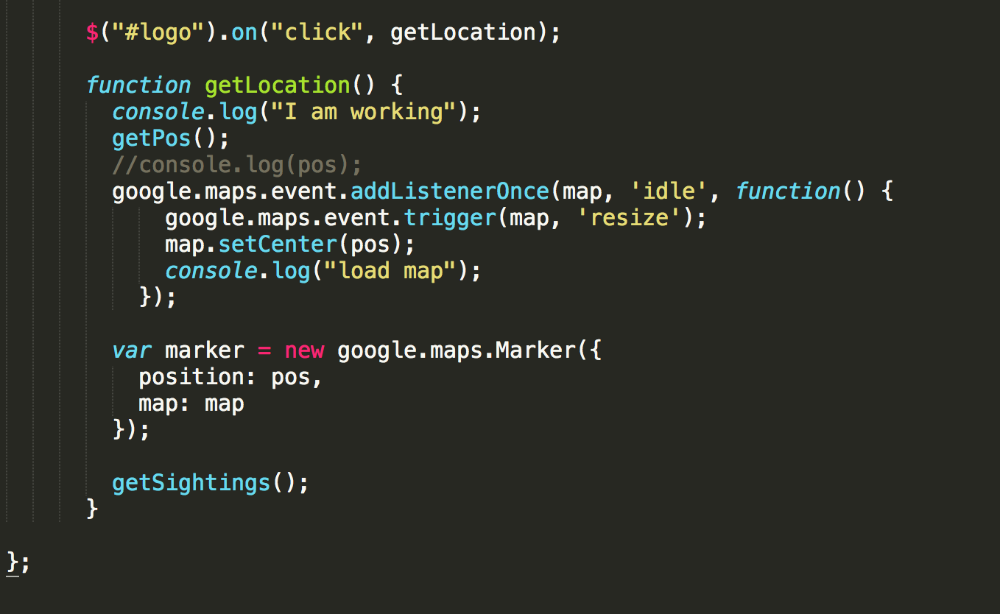 $("#logo").on("click", getLocation);
function getLocation() {
console.log("I am working");
getPos();
//console.log(pos);
google.maps.event.addListenerOnce(map, 'idle', function() {
google.maps.event.trigger(map, 'resize');
map.setCenter(pos);
console.log("load map");
});
var marker = new google.maps.Marker({
position: pos,
map: map
});
getSightings();
}
};